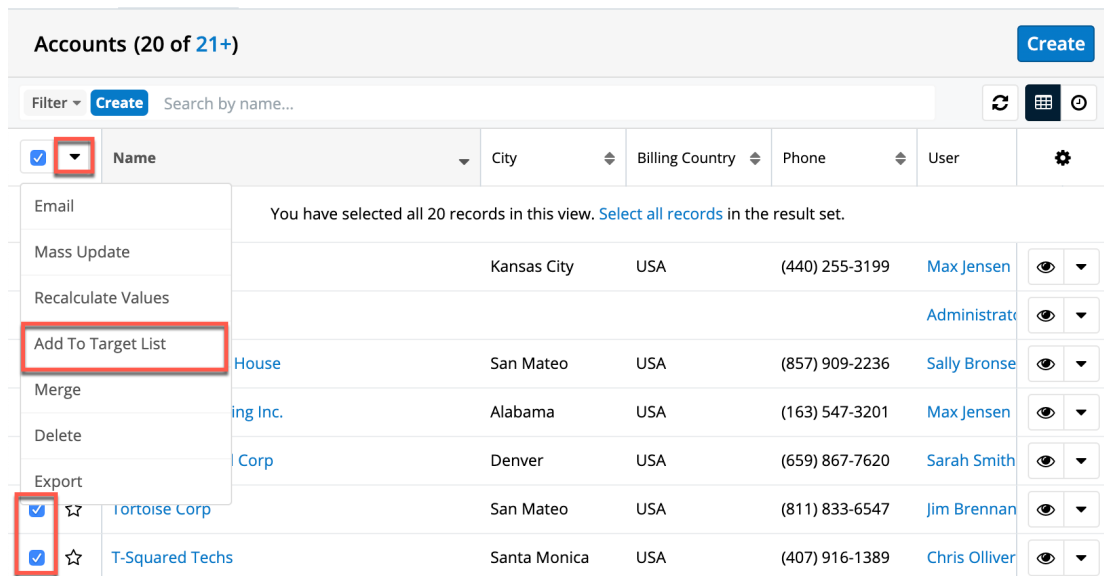 Accounts (20 of 21+)
Create
Filter Create Search by name...
Name City Billing Country Phone User
Email
You have selected all 20 records in this view. Select all records in the result set.
Mass Update
Kansas City USA (440) 255-3199 Max Jensen
Recalculate Values
Administrato
Add To Target List
House San Mateo USA (857) 909-2236 Sally Bronse
Merge
ing Inc. Alabama USA (163) 547-3201 Max Jensen
Delete
Corp Denver USA (659) 867-7620 Sarah Smith
Export
Tortoise Corp San Mateo USA (811) 833-6547 Jim Brennan
T-Squared Techs Santa Monica USA (407) 916-1389 Chris Olliver